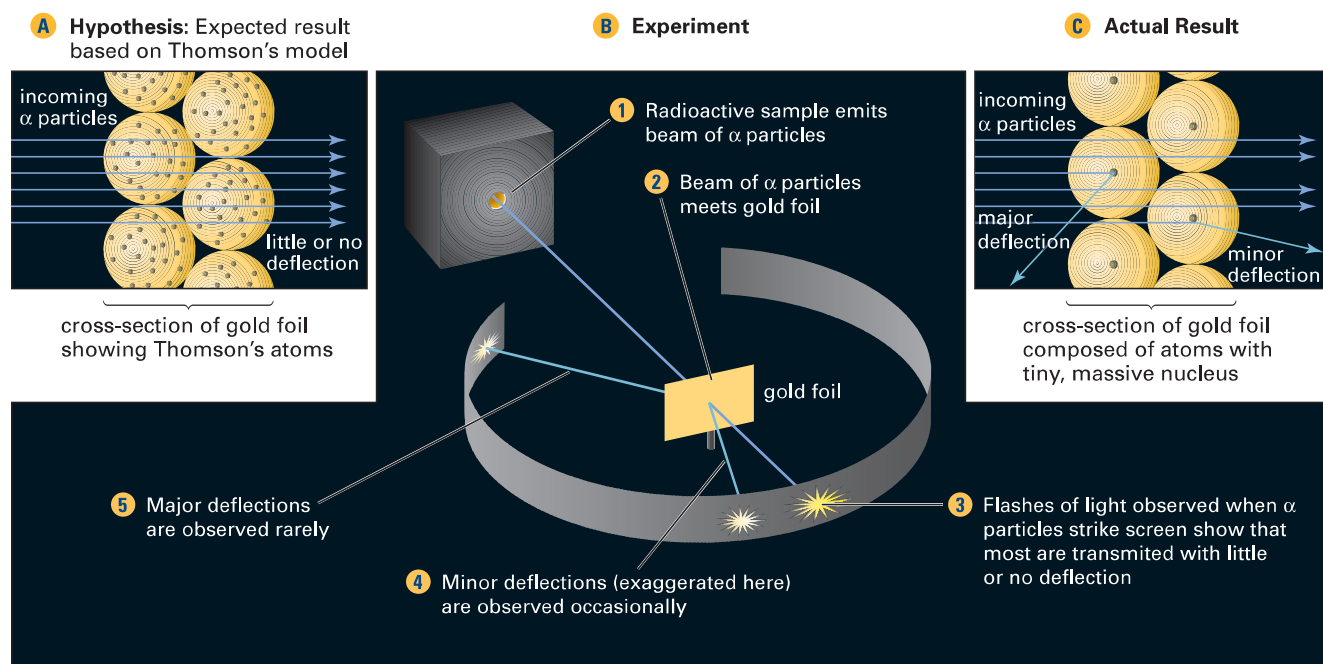 A Hypothesis: Expected result
based on Thomson's model
incoming
α particles
little or no
deflection
cross-section of gold foil
showing Thomson's atoms
B Experiment
1 Radioactive sample emits
beam of α particles
2 Beam of α particles
meets gold foil
gold foil
3 Flashes of light observed when α
particles strike screen show that
most are transmited with little
or no deflection
4 Minor deflections (exaggerated here)
are observed occasionally
5 Major deflections
are observed rarely
C Actual Result
incoming
α particles
major
deflection
minor
deflection
cross-section of gold foil
composed of atoms with
tiny, massive nucleus